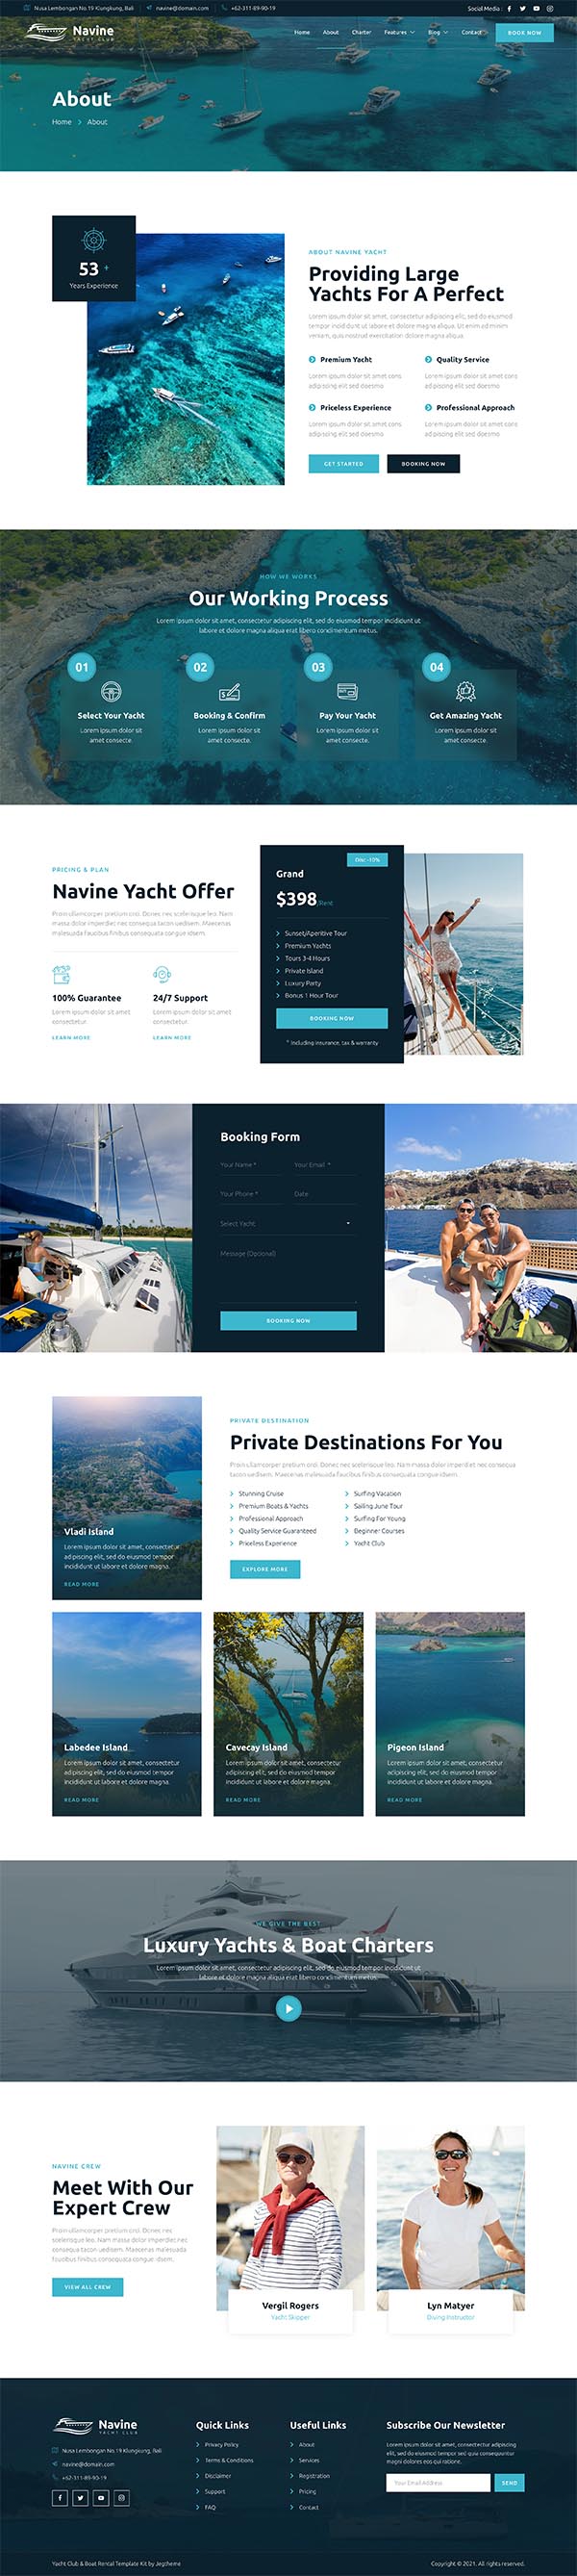 Nusa Lembongan No.19 Klungkung, Bali
navine@domain.com
+62-311-89-90-19
Social Media :
Navine
YACHT CLUB
Home
About
Charter
Features
Blog
Contact
BOOK NOW
About
Home
About
53 +
Years Experience
ABOUT NAVINE YACHT
Providing Large
Yachts For A Perfect
Lorem ipsum dolor sit amet, consectetur adipiscing elit, sed do eiusmod
tempor incididunt ut labore et dolore magna aliqua. Ut enim ad minim
veniam, quis nostrud exercitation dolore magna aliqua.
Premium Yacht
Lorem ipsum dolor sit amet cons
adipiscing elit sed doesmo
Quality Service
Lorem ipsum dolor sit amet cons
adipiscing elit sed doesmo
Priceless Experience
Lorem ipsum dolor sit amet cons
adipiscing elit sed doesmo
Professional Approach
Lorem ipsum dolor sit amet cons
adipiscing elit sed doesmo
GET STARTED
BOOKING NOW
HOW WE WORKS
Our Working Process
Lorem ipsum dolor sit amet, consectetur adipiscing elit, sed do eiusmod tempor incididunt ut
labore et dolore magna aliqua erat libero condimentum metus.
01
Select Your Yacht
Lorem ipsum dolor sit
amet consecte.
02
Booking & Confirm
Lorem ipsum dolor sit
amet consecte.
03
Pay Your Yacht
Lorem ipsum dolor sit
amet consecte.
04
Get Amazing Yacht
Lorem ipsum dolor sit
amet consecte.
PRICING & PLAN
Navine Yacht Offer
Proin ullamcorper pretium orci. Donec nec scelerisque leo. Nam
massa dolor imperdiet nec consequat tacon sedisem. Maecenas
malesuada faucibus finibus consequata congue idsem.
100% Guarantee
Lorem ipsum dolor sit amet
consectetur.
LEARN MORE
24/7 Support
Lorem ipsum dolor sit amet
consectetur.
LEARN MORE
Disc -10%
Grand
$398/Rent
Sunset/Aperitive Tour
Premium Yachts
Tours 3-4 Hours
Private Island
Luxury Party
Bonus 1 Hour Tour
BOOKING NOW
* Including insurance, tax & warranty
Booking Form
Your Name *
Your Email *
Your Phone *
Date
Select Yacht
Message (Optional)
BOOKING NOW
Vladi Island
Lorem ipsum dolor sit amet, consectetur
adipiscing elit, sed do eiusmod tempor
incididunt ut labore et dolore magna.
READ MORE
PRIVATE DESTINATION
Private Destinations For You
Proin ullamcorper pretium orci. Donec nec scelerisque leo. Nam massa dolor imperdiet nec consequa
tacon sedisem. Maecenas malesuada faucibus finibus consequata congue idsem.
Stunning Cruise
Premium Boats & Yachts
Professional Approach
Quality Service Guaranteed
Priceless Experience
Surfing Vacation
Sailing June Tour
Surfing For Young
Beginner Courses
Yacht Club
EXPLORE MORE
Labedee Island
Lorem ipsum dolor sit amet, consectetur
adipiscing elit, sed do eiusmod tempor
incididunt ut labore et dolore magna.
READ MORE
Cavecay Island
Lorem ipsum dolor sit amet, consectetur
adipiscing elit, sed do eiusmod tempor
incididunt ut labore et dolore magna.
READ MORE
Pigeon Island
Lorem ipsum dolor sit amet, consectetur
adipiscing elit, sed do eiusmod tempor
incididunt ut labore et dolore magna.
READ MORE
WE GIVE THE BEST
Luxury Yachts & Boat Charters
Lorem ipsum dolor sit amet, consectetur adipiscing elit, sed do eiusmod tempor incididunt ut
labore et dolore magna aliqua erat libero condimentum metus.
NAVINE CREW
Meet With Our
Expert Crew
Proin ullamcorper pretium orci. Donec nec
scelerisque leo. Nam massa dolor imperdiet nec
consequa tacon sedisem. Maecenas malesuada
faucibus finibus consequata congue idsem.
VIEW ALL CREW
Vergil Rogers
Yacht Skipper
Lyn Matyer
Diving Instructor
Navine
YACHT CLUB
Nusa Lembongan No.19 Klungkung, Bali
navine@domain.com
+62-311-89-90-19
Quick Links
Privacy Policy
Terms & Conditions
Disclaimer
Support
FAQ
Useful Links
About
Services
Registration
Pricing
Contact
Subscribe Our Newsletter
Lorem ipsum dolor sit amet, consectetur adipiscing
elit, sed do eiusmod tempor sed quiv consequuntur
magni dolores eos qui ratione.
Your Email Address
SEND
Yacht Club & Boat Rental Template Kit by Jegtheme
Copyright © 2021. All rights reserved.